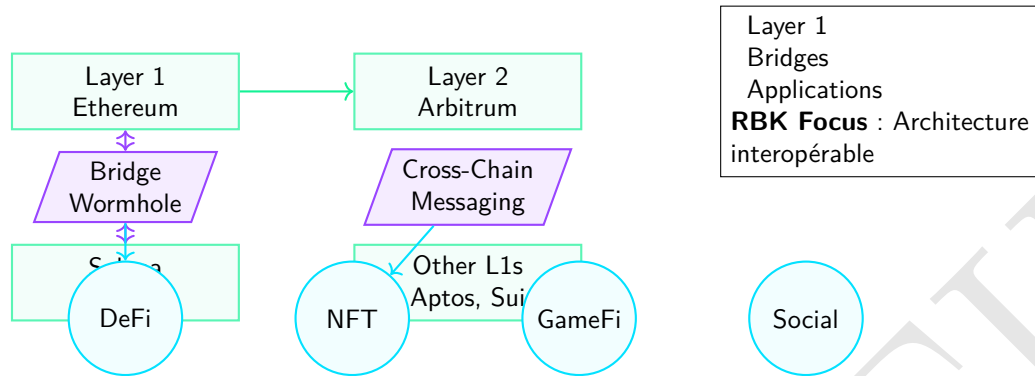 Layer 1
Ethereum
Layer 2
Arbitrum
Layer 1
Bridges
Applications
RBK Focus : Architecture
interopérable
Bridge
Wormhole
Cross-Chain
Messaging
Other L1s
Aptos, Sui
DeFi
NFT
GameFi
Social